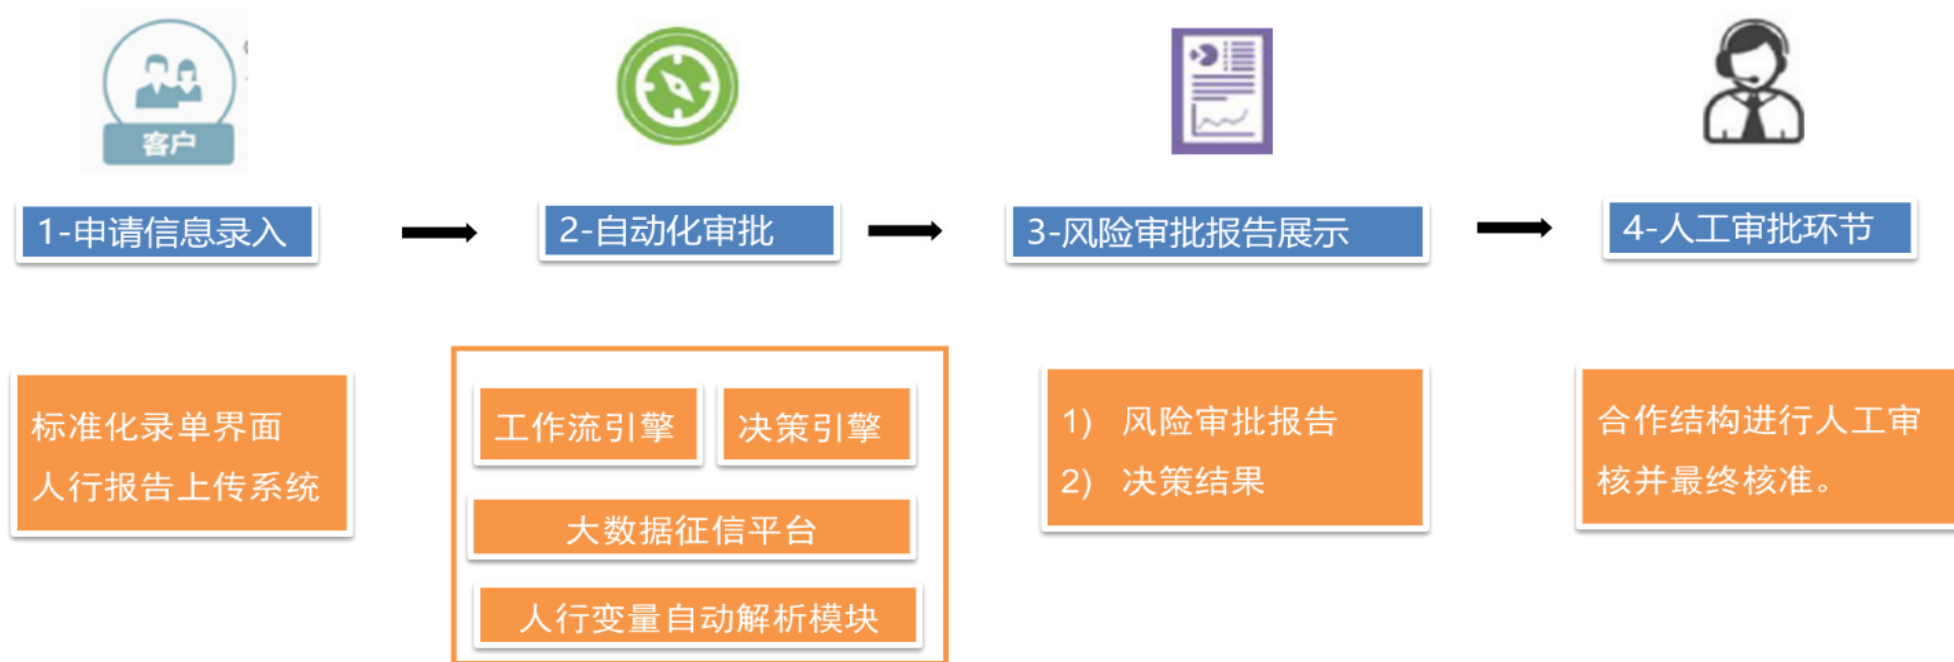 客户
1-申请信息录入
2-自动化审批
3-风险审批报告展示
4-人工审批环节
标准化录单界面
人行报告上传系统
工作流引擎
决策引擎
大数据征信平台
人行变量自动解析模块
1) 风险审批报告
2) 决策结果
合作结构进行人工审
核并最终核准。